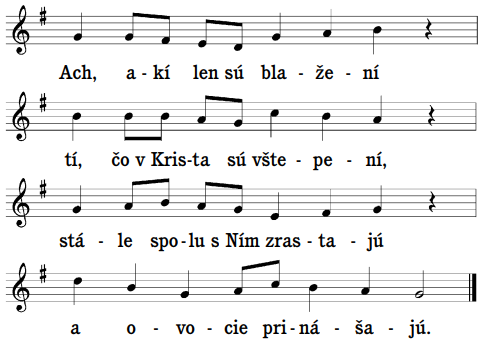 Ach, a - kí len sú bla - že - ní
tí, čo v Kris-ta sú všte - pe - ní,
stá - le spo - lu s Ním zras - ta - jú
a o - vo - cie pri - ná - ša - jú.